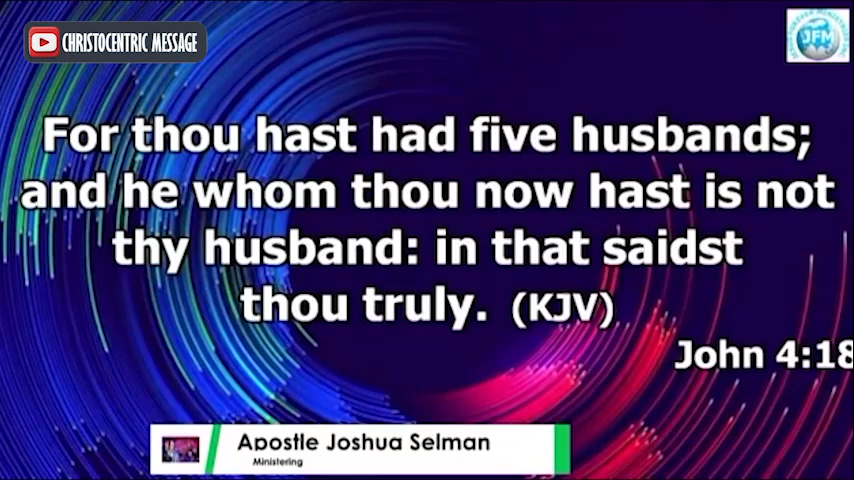 CHRISTOCENTRIC MESSAGE
JFM
For thou hast had five husbands;
and he whom thou now hast is not
thy husband: in that saidst
thou truly. (KJV)
John 4:18
Apostle Joshua Selman
Ministering